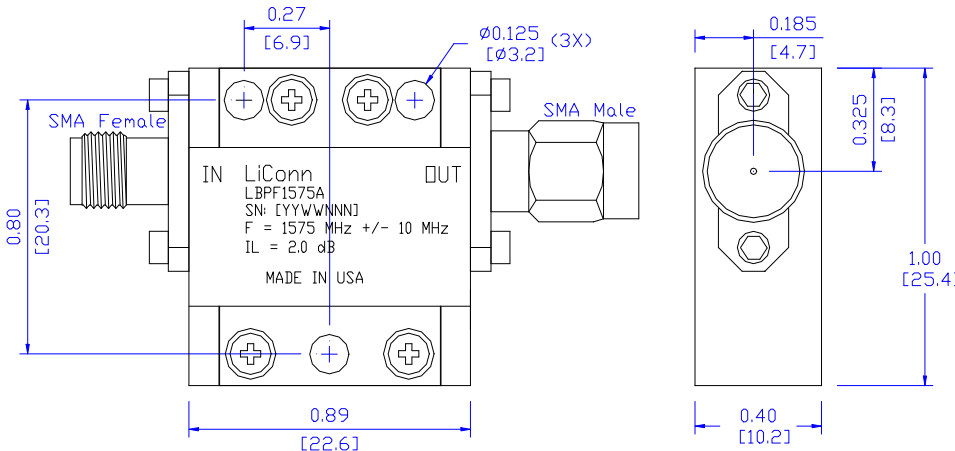 0.27
[6.9]
Ø0.125 (3X)
[Ø3.2]
0.185
[4.7]
SMA Female
SMA Male
0.325
[8.3]
IN LiConn OUT
LBPF1575A
SN: [YYWWNNN]
F = 1575 MHz +/- 10 MHz
IL = 2.0 dB
MADE IN USA
0.80
[20.3]
1.00
[25.4]
0.89
[22.6]
0.40
[10.2]